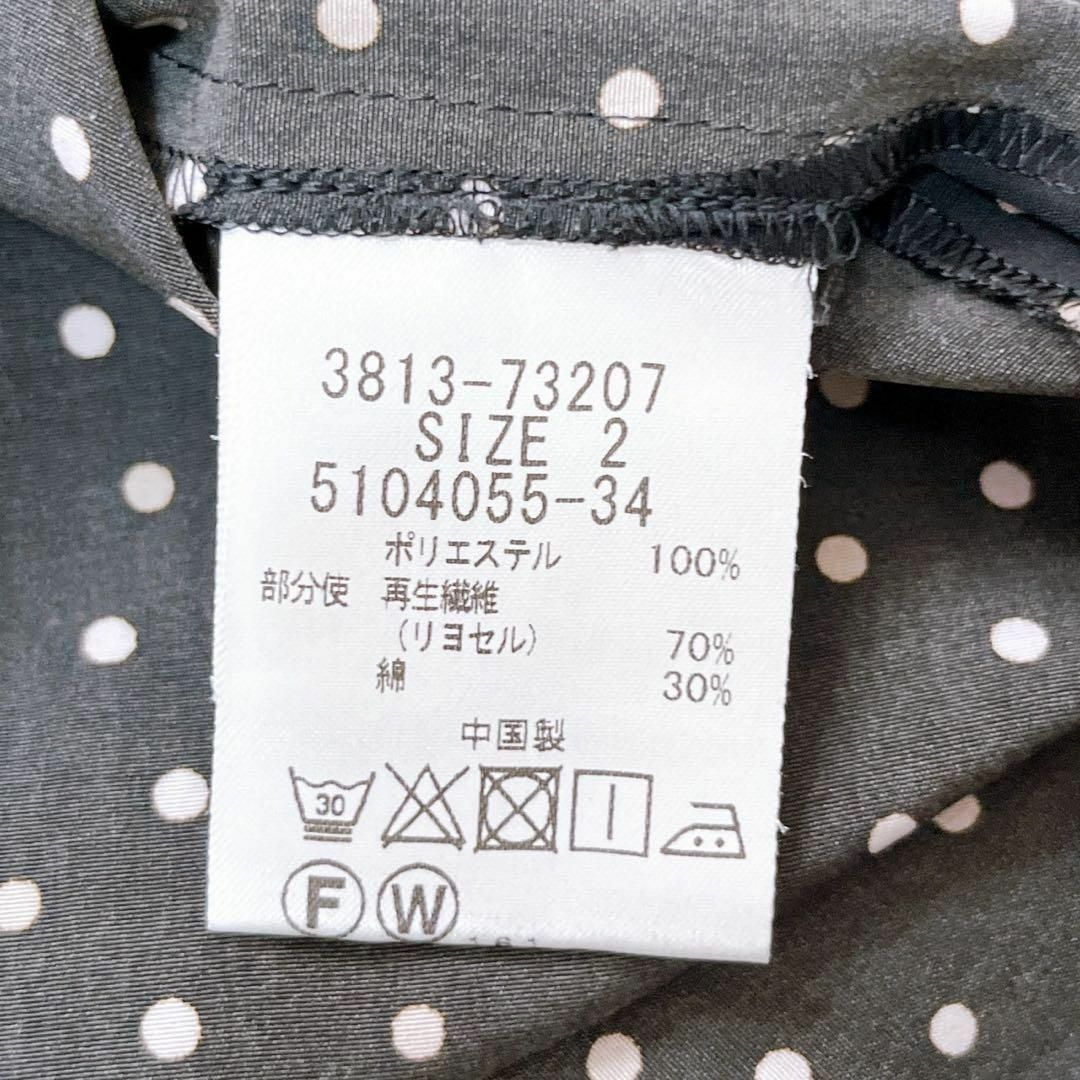 3813-73207
SIZE 2
5104055-34
ポリエステル 100%
部分使 再生繊維
(リヨセル) 70%
綿 30%
中国製
30
F W